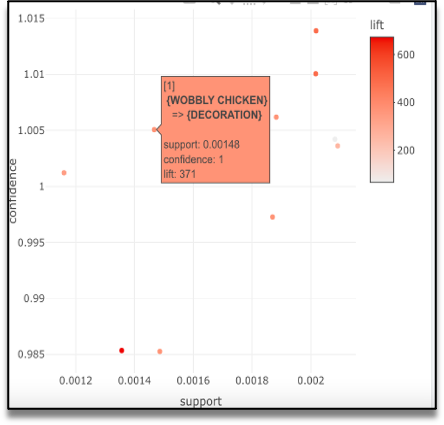 1.015
lift
1.01
600
[1]
{WOBBLY CHICKEN}
=> {DECORATION}
400
1.005
support: 0.00148
confidence: 1
lift: 371
200
1
confidence
0.995
0.99
0.985
0.0012 0.0014 0.0016 0.0018 0.002
support